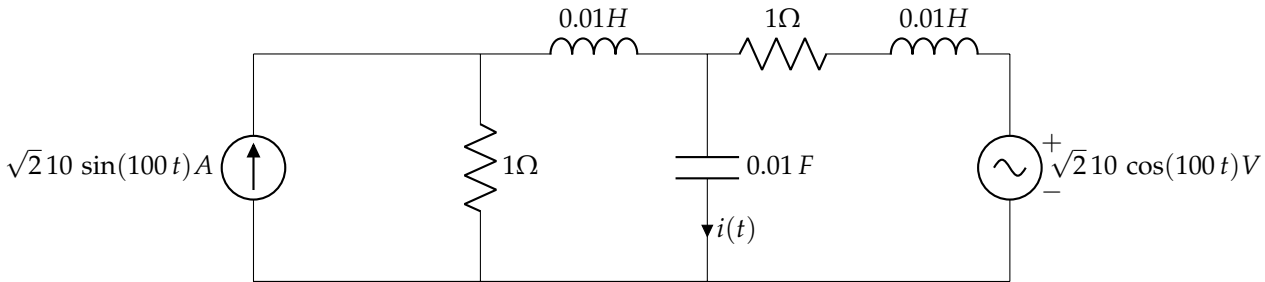 0.01H
1Ω
0.01H
√2 10 sin(100 t)A
1Ω
0.01 F
i(t)
+
−
√2 10 cos(100 t)V